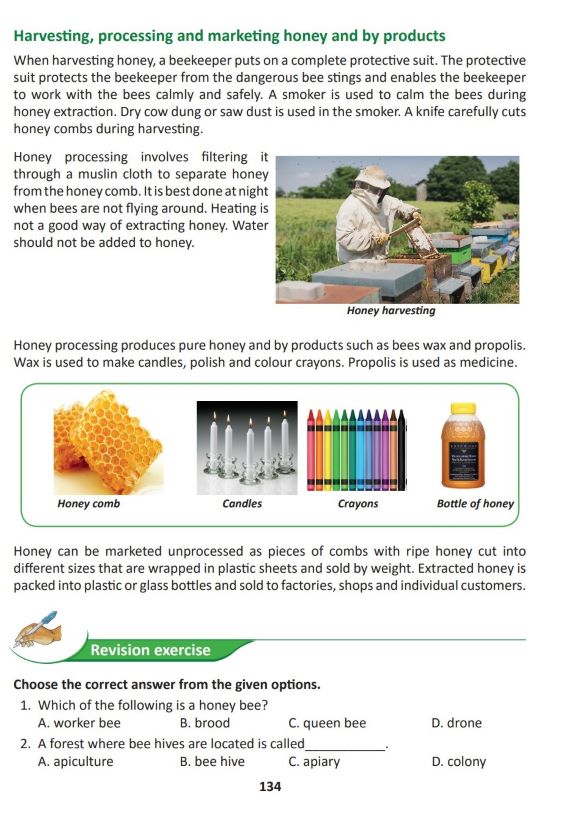 Harvesting, processing and marketing honey and by products
When harvesting honey, a beekeeper puts on a complete protective suit. The protective
suit protects the beekeeper from the dangerous bee stings and enables the beekeeper
to work with the bees calmly and safely. A smoker is used to calm the bees during
honey extraction. Dry cow dung or saw dust is used in the smoker. A knife carefully cuts
honey combs during harvesting.
Honey processing involves filtering it
through a muslin cloth to separate honey
from the honey comb. It is best done at night
when bees are not flying around. Heating is
not a good way of extracting honey. Water
should not be added to honey.
Honey harvesting
Honey processing produces pure honey and by products such as bees wax and propolis.
Wax is used to make candles, polish and colour crayons. Propolis is used as medicine.
Honey comb
Candles
Crayons
Bottle of honey
Honey can be marketed unprocessed as pieces of combs with ripe honey cut into
different sizes that are wrapped in plastic sheets and sold by weight. Extracted honey is
packed into plastic or glass bottles and sold to factories, shops and individual customers.
Revision exercise
Choose the correct answer from the given options.
1. Which of the following is a honey bee?
A. worker bee B. brood C. queen bee D. drone
2. A forest where bee hives are located is called____________.
A. apiculture B. bee hive C. apiary D. colony
134